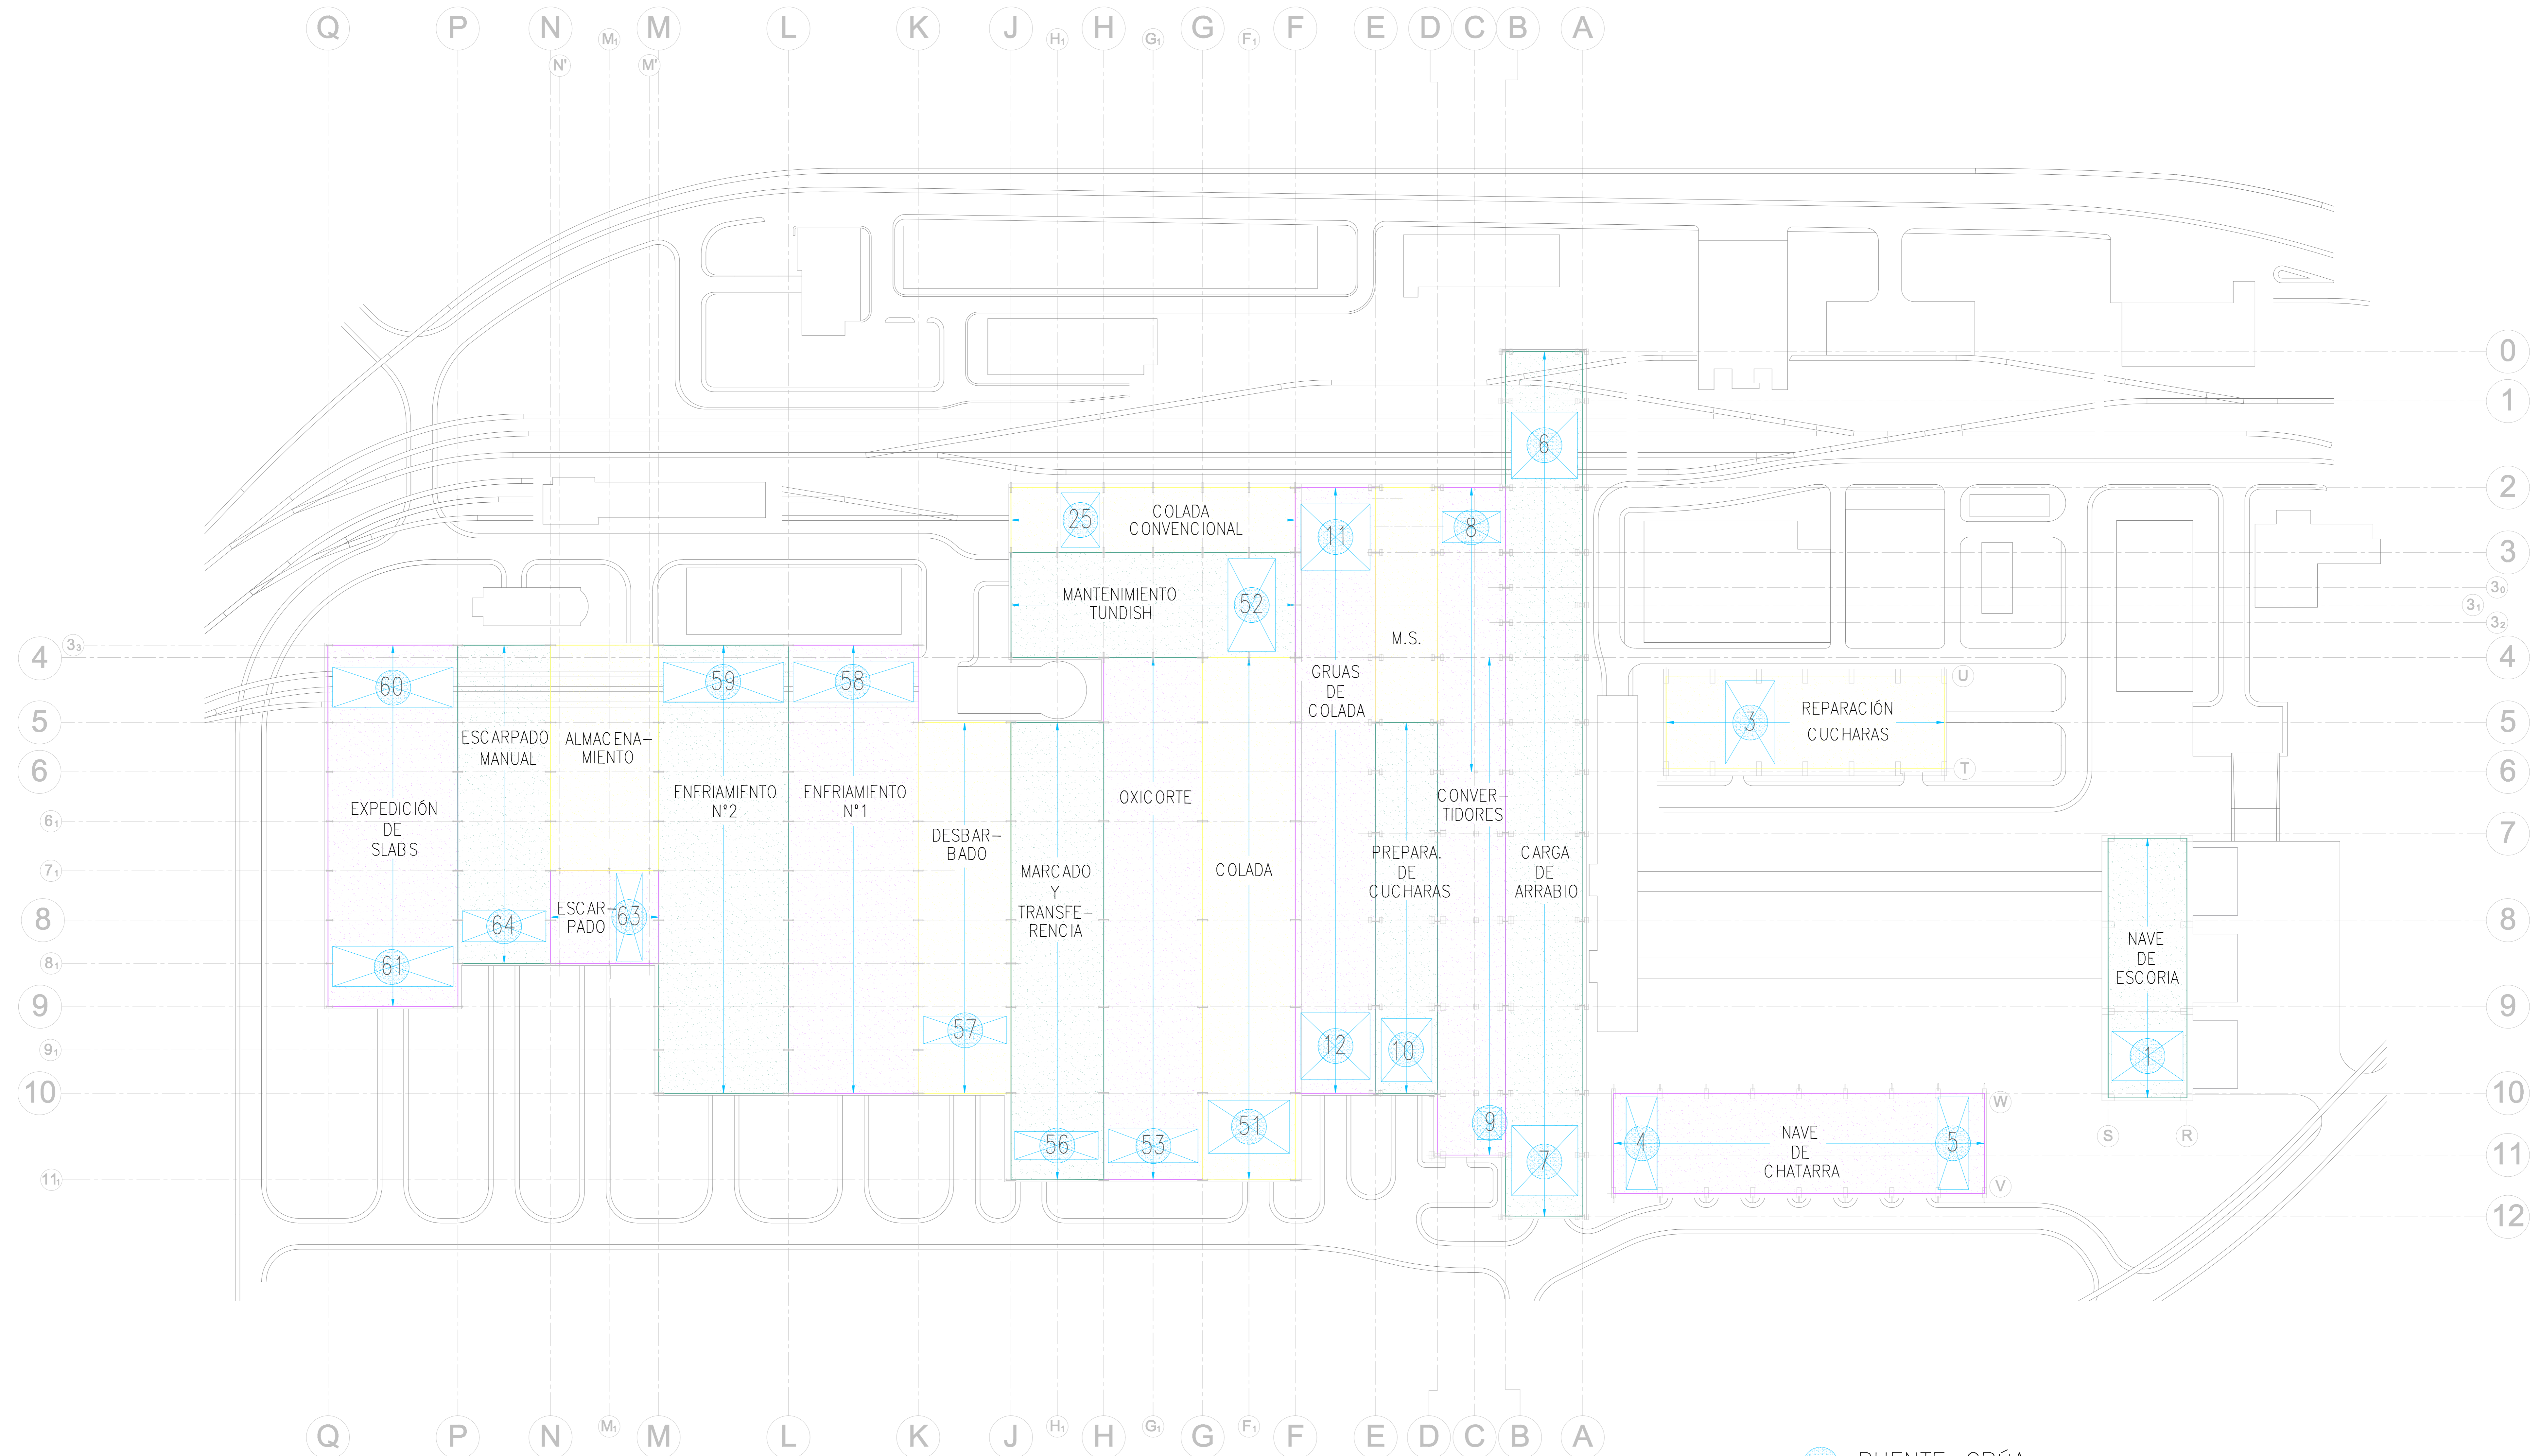 Q P N M₁ M L K J H₁ H G₁ G F₁ F E D C B A
N' M'
0
1
6
2
25 COLADA
CONVENCIONAL
11
8
3
3₀
MANTENIMIENTO
TUNDISH
52
3₁
3₂
M.S.
3₃
4
4
60
59
58
GRUAS
DE
COLADA
U
3
REPARACIÓN
CUCHARAS
5
5
ESCARPADO
MANUAL
ALMACENA-
MIENTO
T
6
6
ENFRIAMIENTO
Nº2
ENFRIAMIENTO
Nº1
OXICORTE
CONVER-
TIDORES
EXPEDICIÓN
DE
SLABS
6₁
7
DESBAR-
BADO
PREPARA.
DE
CUCHARAS
CARGA
DE
ARRABIO
7₁
MARCADO
Y
TRANSFE-
RENCIA
COLADA
8
8
64
ESCAR-
PADO
63
NAVE
DE
ESCORIA
8₁
61
9
9
57
12
10
1
9₁
10
10
W
9
51
S
R
56
53
7
4
NAVE
DE
CHATARRA
5
11
11₁
V
12
Q P N M₁ M L K J H₁ H G₁ G F₁ F E D C B A
PUENTE GRÚA